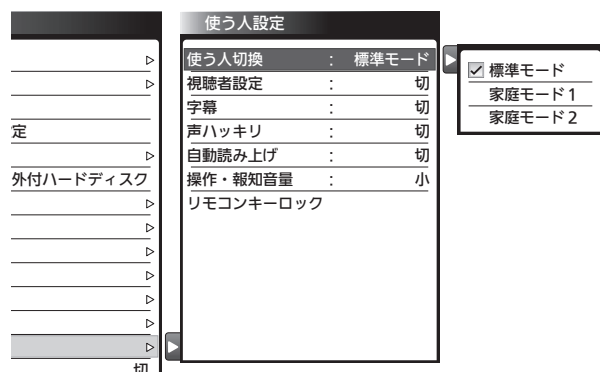 定
外付ハードディスク
切
使う人設定
使う人切換 : 標準モード
視聴者設定 : 切
字幕 : 切
声ハッキリ : 切
自動読み上げ : 切
操作・報知音量 : 小
リモコンキーロック
標準モード
家庭モード1
家庭モード2